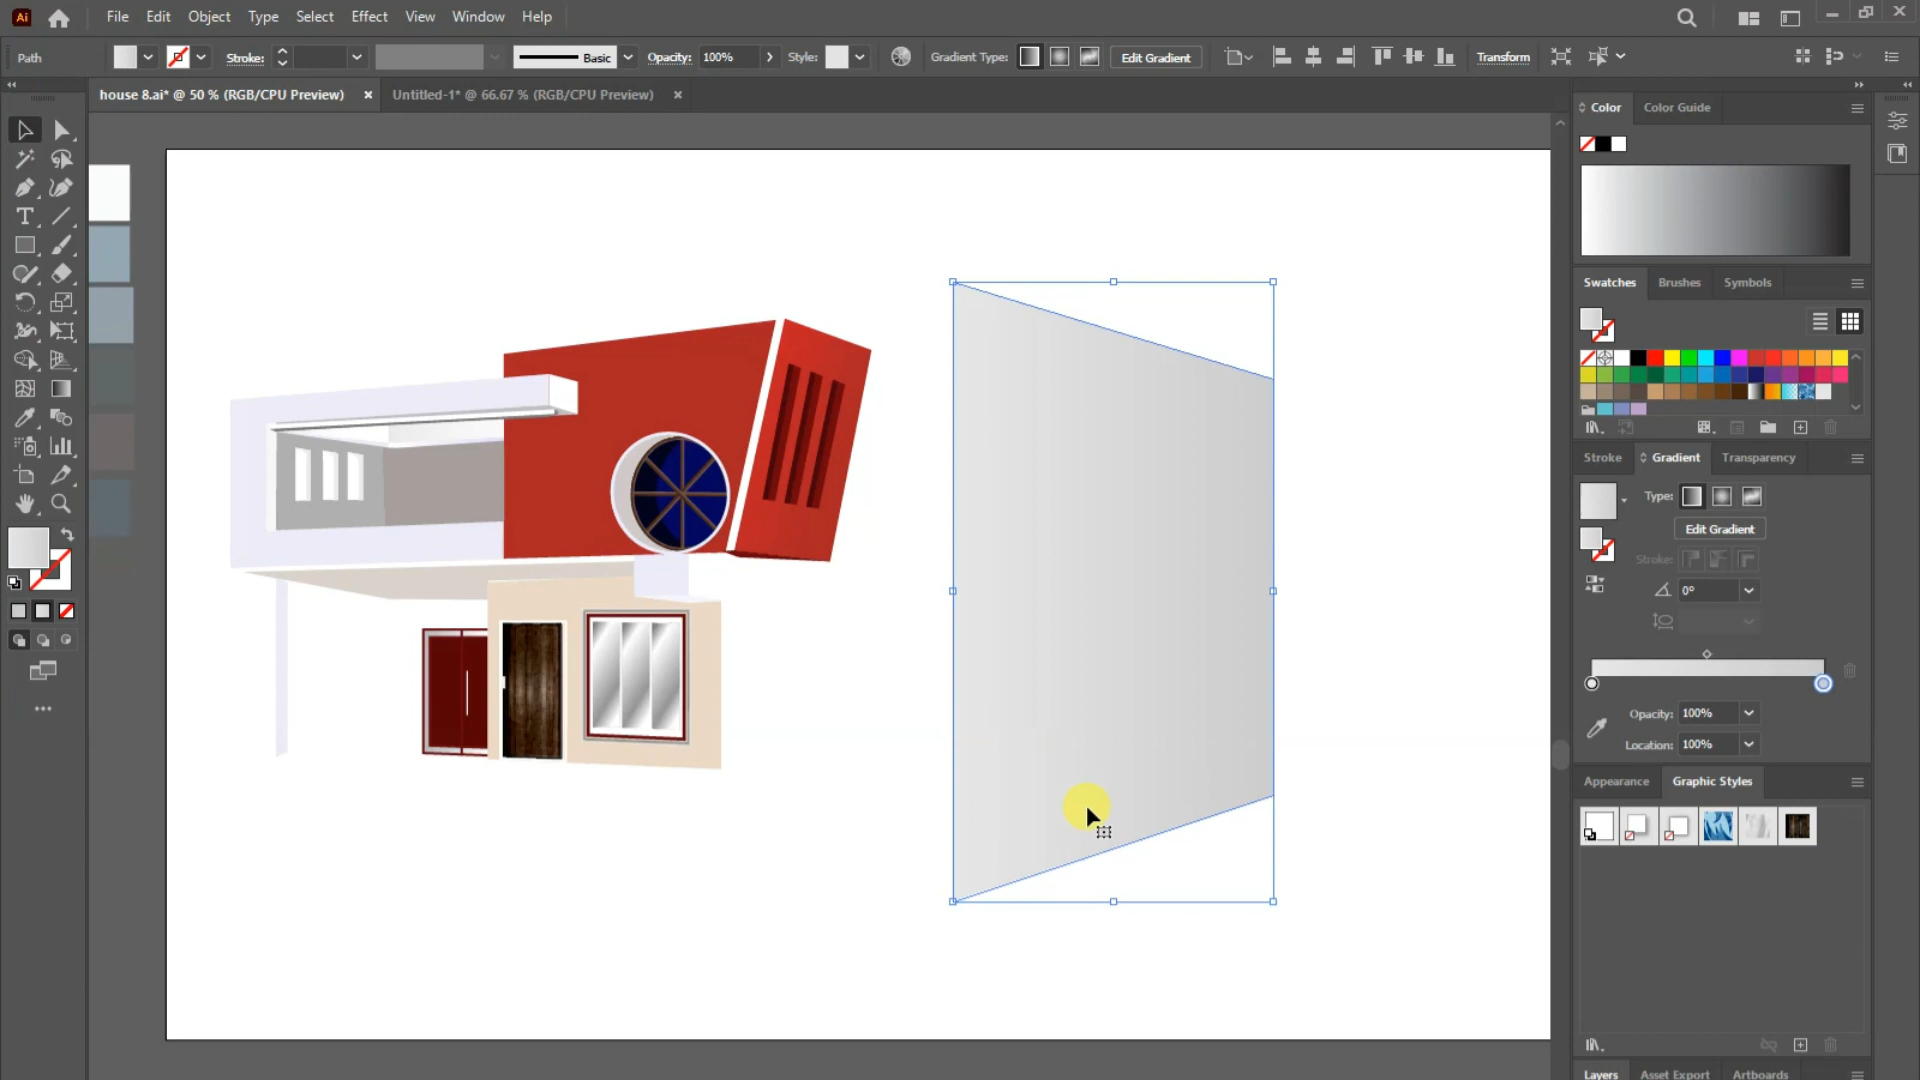 Ai File Edit Object Type Select Effect View Window Help
Path Stroke: Basic Opacity: 100% Style: Gradient Type: Edit Gradient Transform
house 8.ai* @ 50 % (RGB/CPU Preview) × Untitled-1* @ 66.67 % (RGB/CPU Preview) ×
Color Color Guide
Swatches Brushes Symbols
Stroke Gradient Transparency
Type:
Edit Gradient
Stroke:
0°
Opacity: 100%
Location: 100%
Appearance Graphic Styles
Layers Asset Export Artboards